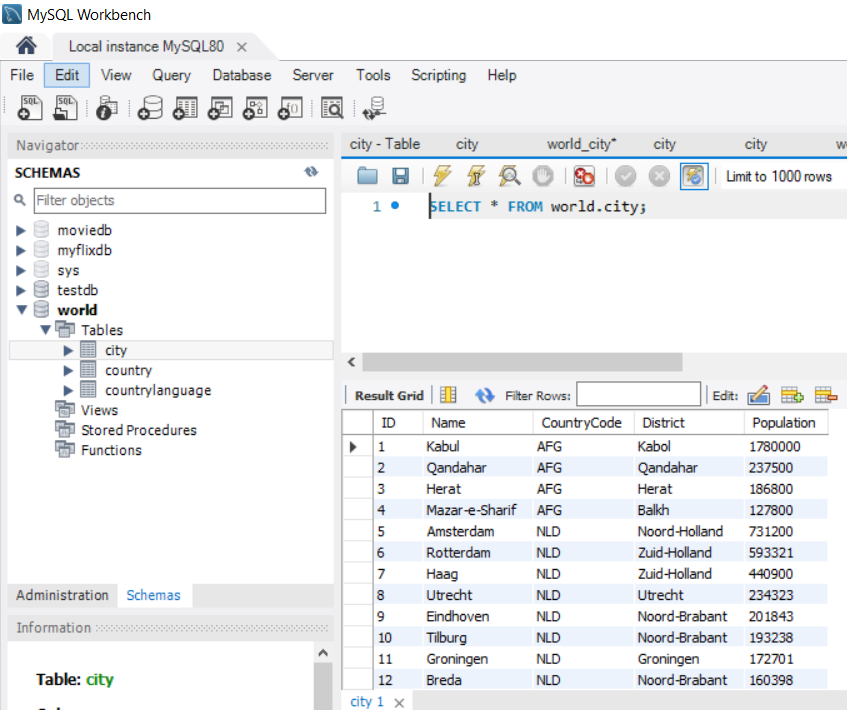 MySQL Workbench
Local instance MySQL80
File Edit View Query Database Server Tools Scripting Help
SQL SQL
Navigator
SCHEMAS
Filter objects
moviedb
myflixdb
sys
testdb
world
Tables
city
country
countrylanguage
Views
Stored Procedures
Functions
Administration Schemas
Information
Table: city
city - Table city world_city* city city
Limit to 1000 rows
1 SELECT * FROM world.city;
Result Grid Filter Rows: Edit:
ID Name CountryCode District Population
1 Kabul AFG Kabol 1780000
2 Qandahar AFG Qandahar 237500
3 Herat AFG Herat 186800
4 Mazar-e-Sharif AFG Balkh 127800
5 Amsterdam NLD Noord-Holland 731200
6 Rotterdam NLD Zuid-Holland 593321
7 Haag NLD Zuid-Holland 440900
8 Utrecht NLD Utrecht 234323
9 Eindhoven NLD Noord-Brabant 201843
10 Tilburg NLD Noord-Brabant 193238
11 Groningen NLD Groningen 172701
12 Breda NLD Noord-Brabant 160398
city 1